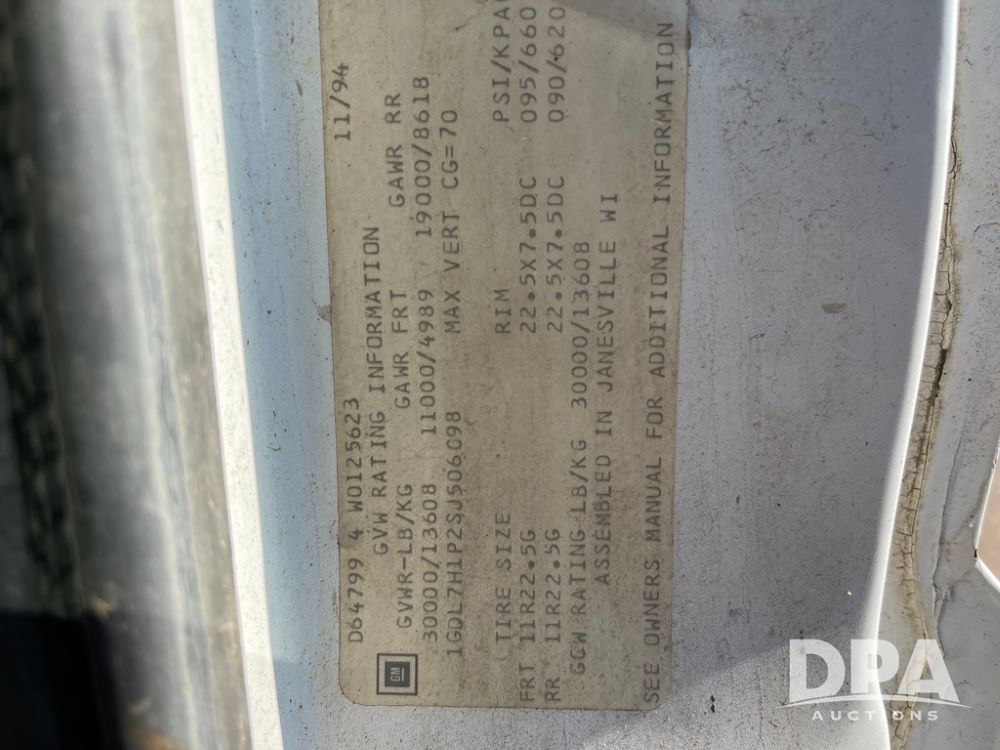 D64799 4 W0125623 11/94
GVW RATING INFORMATION
GVWR-LB/KG GAWR FRT GAWR RR
30000/13608 11000/4989 19000/8618
1GDL7H1P2SJ506098 MAX VERT CG=70
TIRE SIZE RIM PSI/KPA
FRT 11R22.5G 22.5X7.5DC 095/660
RR 11R22.5G 22.5X7.5DC 090/620
GCW RATING-LB/KG 30000/13608
ASSEMBLED IN JANESVILLE WI
SEE OWNERS MANUAL FOR ADDITIONAL INFORMATION
GM
DPA
AUCTIONS